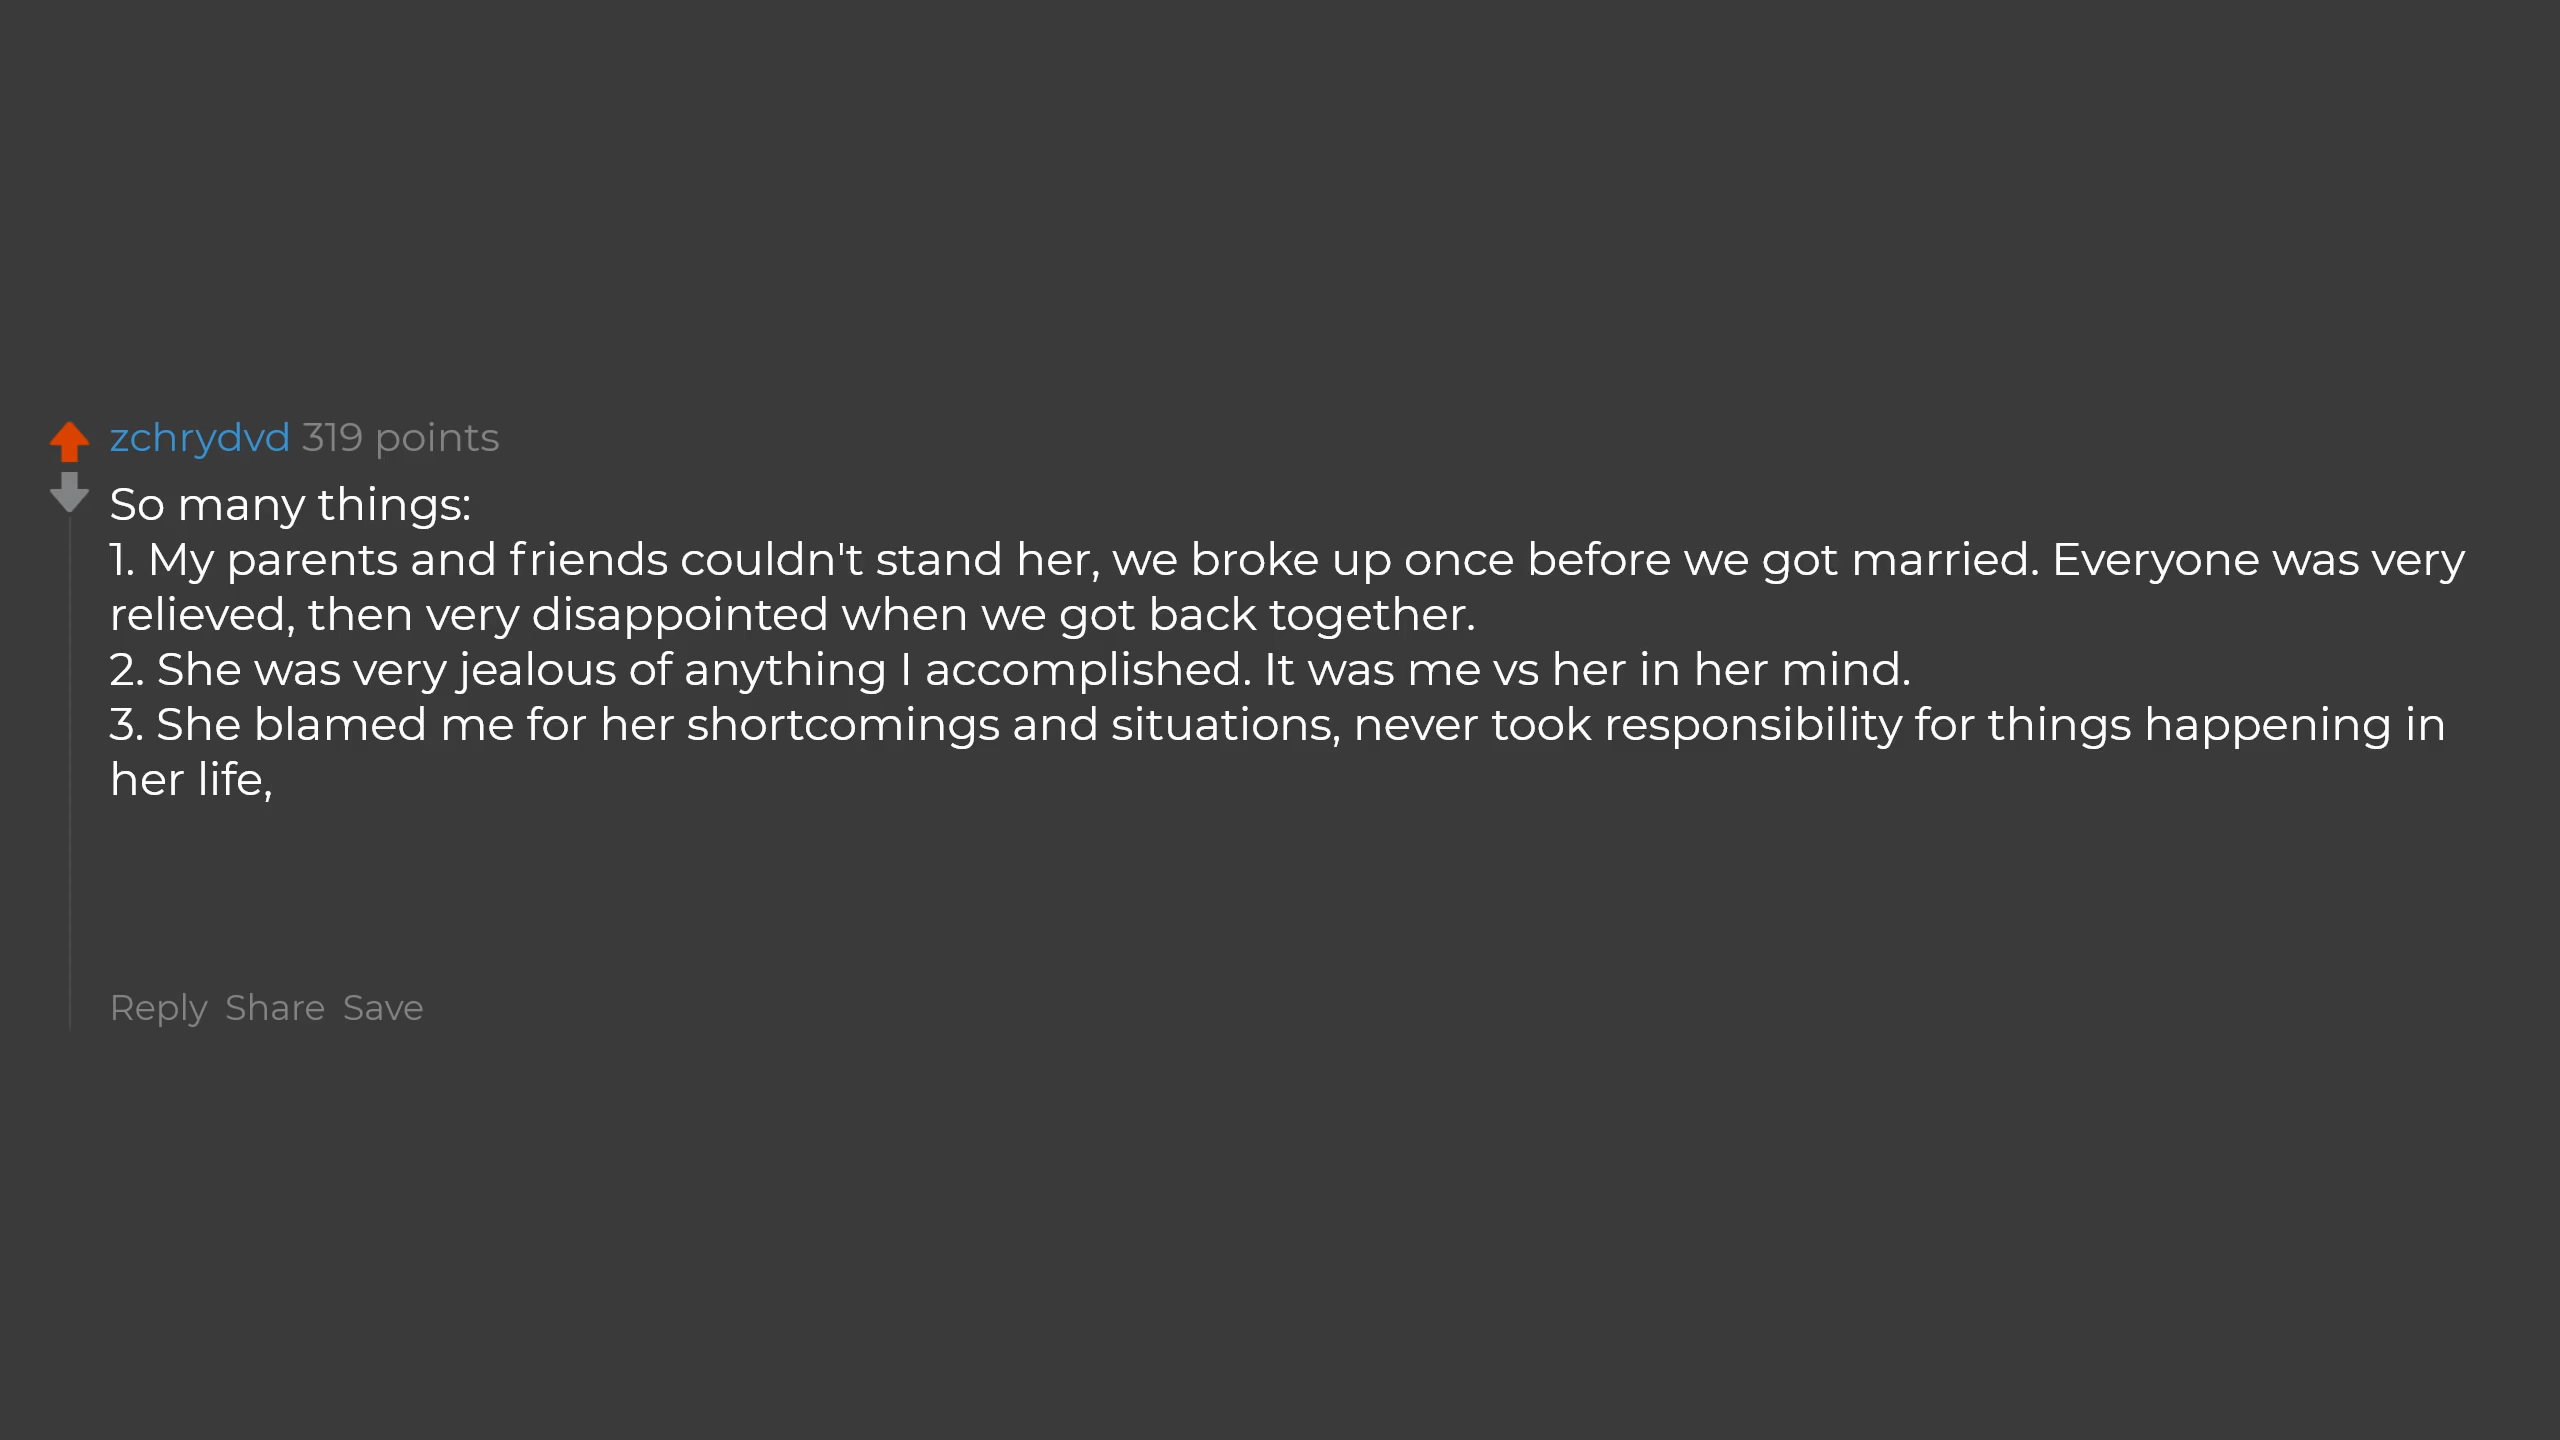 zchrydvd 319 points
So many things:
1. My parents and friends couldn't stand her, we broke up once before we got married. Everyone was very
relieved, then very disappointed when we got back together.
2. She was very jealous of anything I accomplished. It was me vs her in her mind.
3. She blamed me for her shortcomings and situations, never took responsibility for things happening in
her life,
Reply Share Save